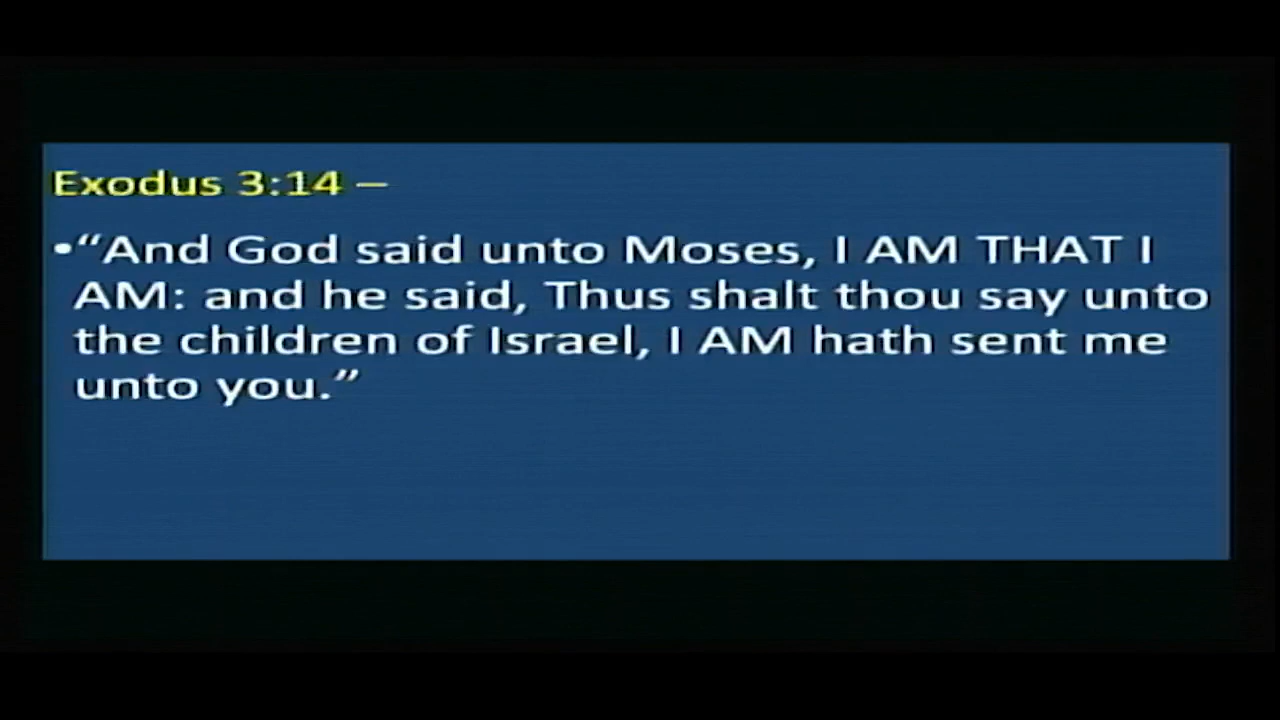 Exodus 3:14 –
•“And God said unto Moses, I AM THAT I
AM: and he said, Thus shalt thou say unto
the children of Israel, I AM hath sent me
unto you.”